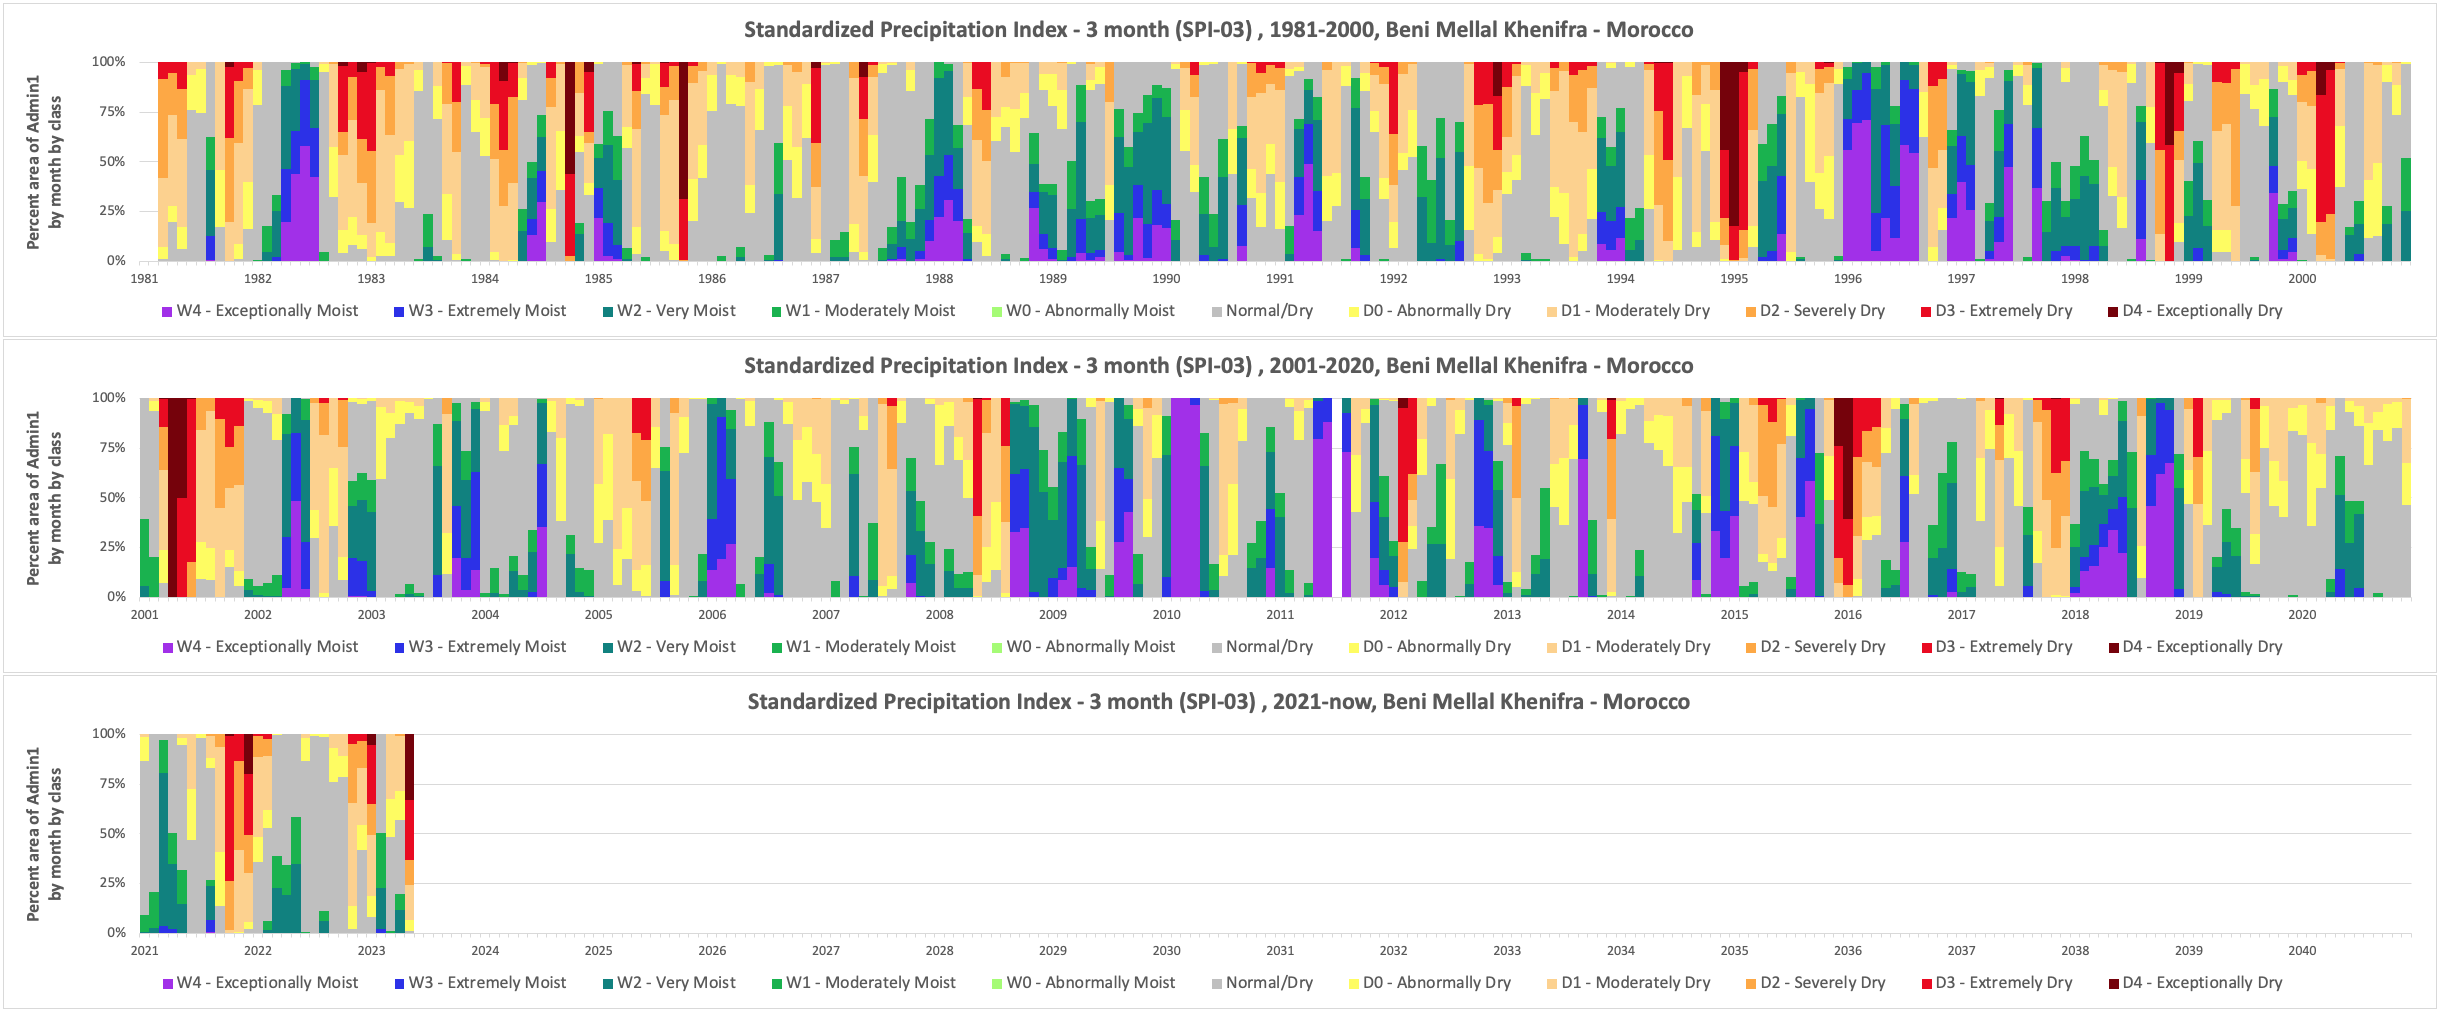 Standardized Precipitation Index - 3 month (SPI-03) , 1981-2000, Beni Mellal Khenifra - Morocco
Percent area of Admin1
by month by class
100%
75%
50%
25%
0%
1981 1982 1983 1984 1985 1986 1987 1988 1989 1990 1991 1992 1993 1994 1995 1996 1997 1998 1999 2000
W4 - Exceptionally Moist W3 - Extremely Moist W2 - Very Moist W1 - Moderately Moist W0 - Abnormally Moist Normal/Dry D0 - Abnormally Dry D1 - Moderately Dry D2 - Severely Dry D3 - Extremely Dry D4 - Exceptionally Dry
Standardized Precipitation Index - 3 month (SPI-03) , 2001-2020, Beni Mellal Khenifra - Morocco
Percent area of Admin1
by month by class
100%
75%
50%
25%
0%
2001 2002 2003 2004 2005 2006 2007 2008 2009 2010 2011 2012 2013 2014 2015 2016 2017 2018 2019 2020
W4 - Exceptionally Moist W3 - Extremely Moist W2 - Very Moist W1 - Moderately Moist W0 - Abnormally Moist Normal/Dry D0 - Abnormally Dry D1 - Moderately Dry D2 - Severely Dry D3 - Extremely Dry D4 - Exceptionally Dry
Standardized Precipitation Index - 3 month (SPI-03) , 2021-now, Beni Mellal Khenifra - Morocco
Percent area of Admin1
by month by class
100%
75%
50%
25%
0%
2021 2022 2023 2024 2025 2026 2027 2028 2029 2030 2031 2032 2033 2034 2035 2036 2037 2038 2039 2040
W4 - Exceptionally Moist W3 - Extremely Moist W2 - Very Moist W1 - Moderately Moist W0 - Abnormally Moist Normal/Dry D0 - Abnormally Dry D1 - Moderately Dry D2 - Severely Dry D3 - Extremely Dry D4 - Exceptionally Dry